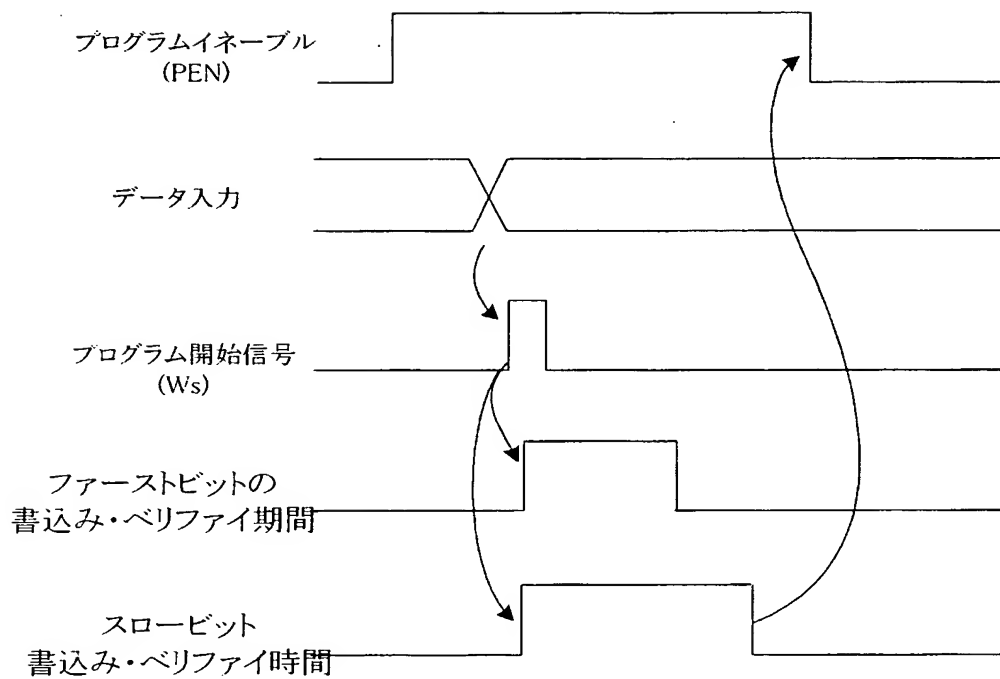 プログラムイネーブル
(PEN)
データ入力
プログラム開始信号
(Ws)
ファーストビットの
書込み・ベリファイ期間
スロービット
書込み・ベリファイ時間